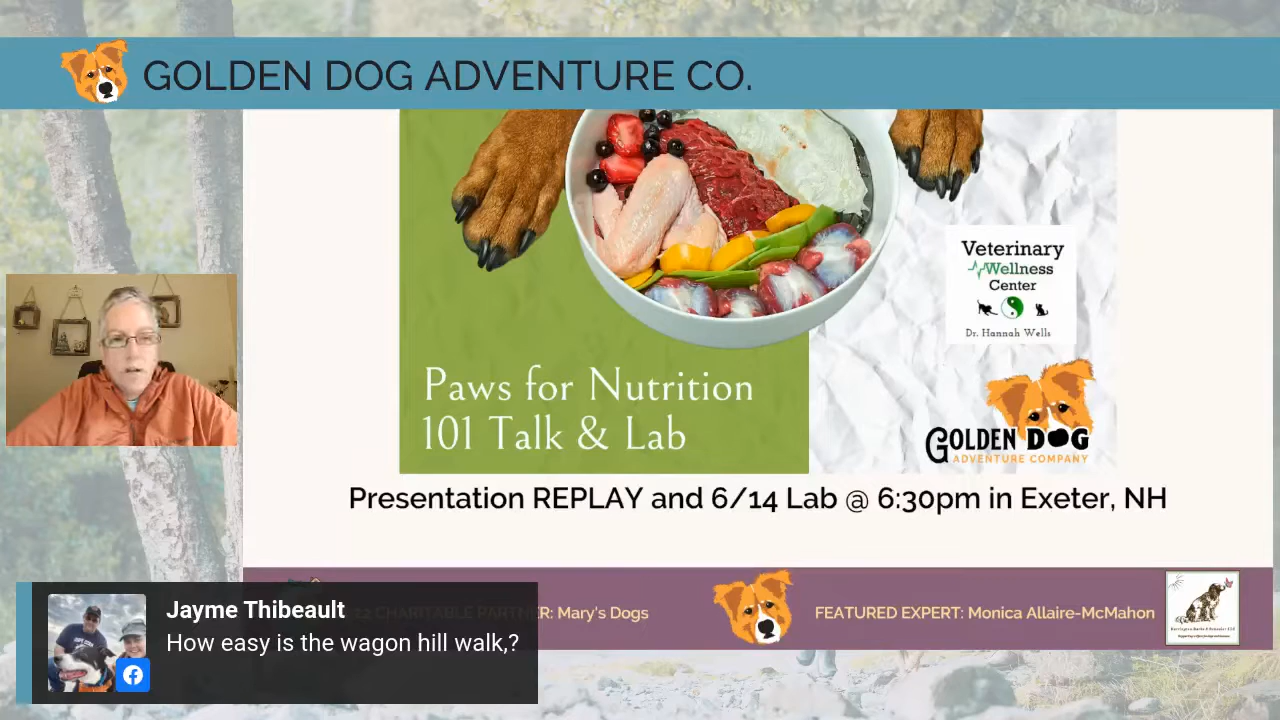 GOLDEN DOG ADVENTURE CO.
Veterinary
Wellness
Center
Dr. Hannah Wells
Paws for Nutrition
101 Talk & Lab
GOLDEN DOG
ADVENTURE COMPANY
Presentation REPLAY and 6/14 Lab @ 6:30pm in Exeter, NH
22 CHARITABLE PARTNER: Mary's Dogs
FEATURED EXPERT: Monica Allaire-McMahon
Jayme Thibeault
How easy is the wagon hill walk,?